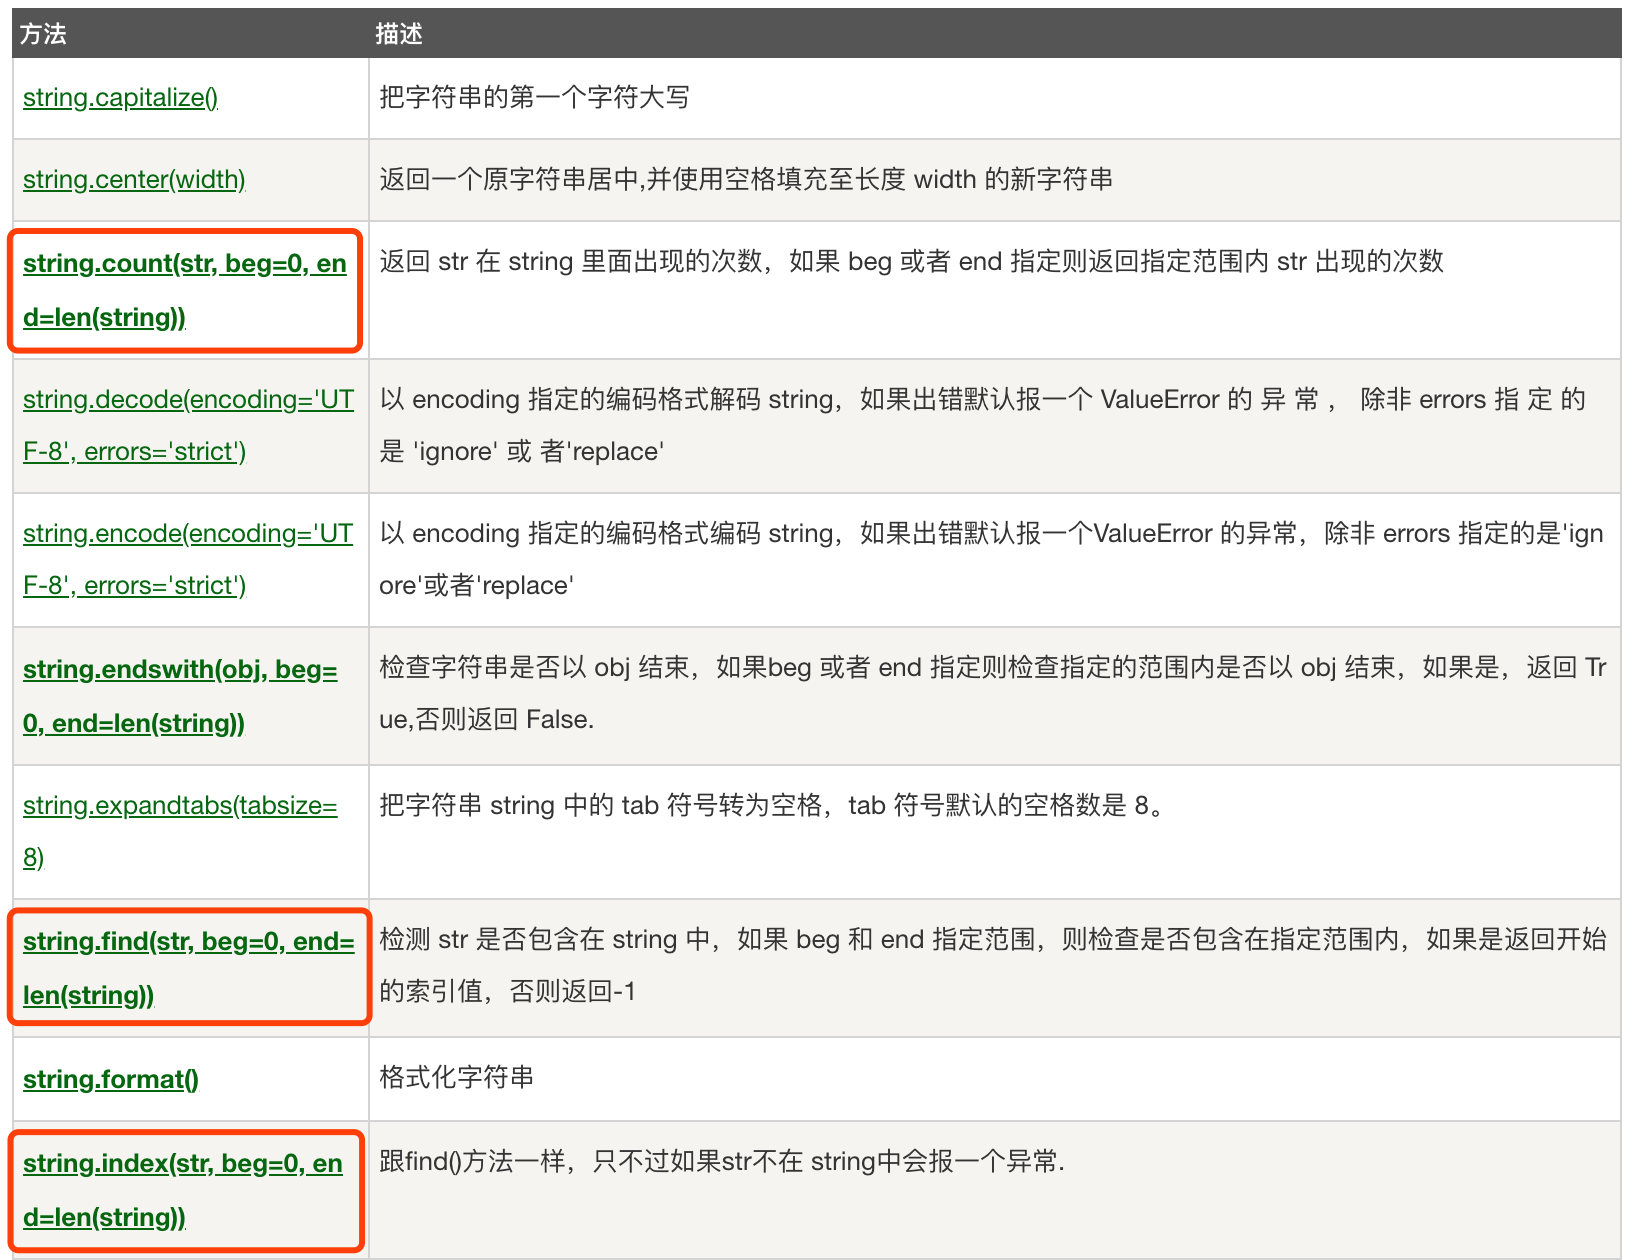 方法 描述
string.capitalize() 把字符串的第一个字符大写
string.center(width) 返回一个原字符串居中,并使用空格填充至长度 width 的新字符串
string.count(str, beg=0, en
d=len(string))
返回 str 在 string 里面出现的次数，如果 beg 或者 end 指定则返回指定范围内 str 出现的次数
string.decode(encoding='UT
F-8', errors='strict')
以 encoding 指定的编码格式解码 string，如果出错默认报一个 ValueError 的 异 常 ， 除非 errors 指 定 的
是 'ignore' 或 者'replace'
string.encode(encoding='UT
F-8', errors='strict')
以 encoding 指定的编码格式编码 string，如果出错默认报一个ValueError 的异常，除非 errors 指定的是'ign
ore'或者'replace'
string.endswith(obj, beg=
0, end=len(string))
检查字符串是否以 obj 结束，如果beg 或者 end 指定则检查指定的范围内是否以 obj 结束，如果是，返回 Tr
ue,否则返回 False.
string.expandtabs(tabsize=
8)
把字符串 string 中的 tab 符号转为空格，tab 符号默认的空格数是 8。
string.find(str, beg=0, end=
len(string))
检测 str 是否包含在 string 中，如果 beg 和 end 指定范围，则检查是否包含在指定范围内，如果是返回开始
的索引值，否则返回-1
string.format() 格式化字符串
string.index(str, beg=0, en
d=len(string))
跟find()方法一样，只不过如果str不在 string中会报一个异常.